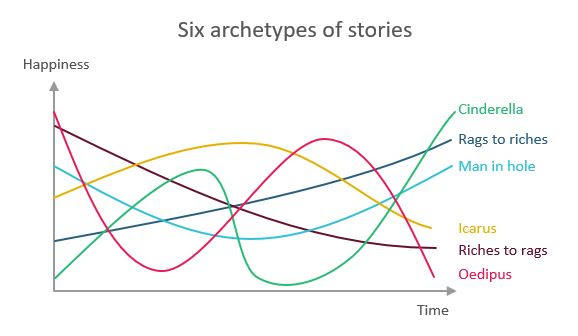 Six archetypes of stories
Happiness
Cinderella
Rags to riches
Man in hole
Icarus
Riches to rags
Oedipus
Time